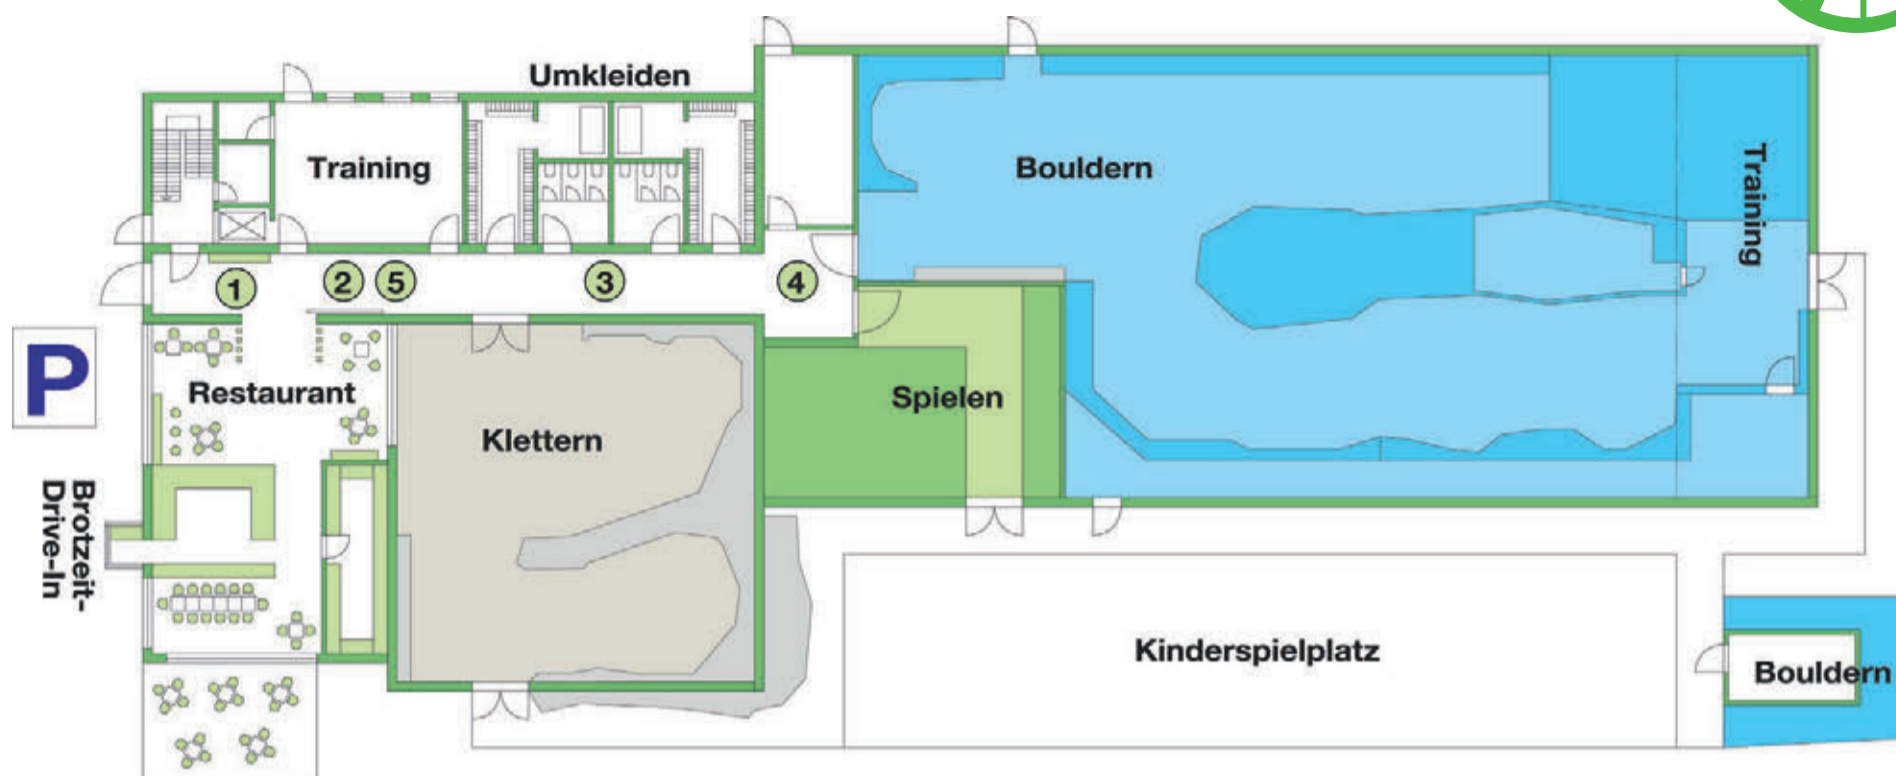 Umkleiden
Training
Bouldern
Training
1
2
5
3
4
P
Restaurant
Klettern
Spielen
Brotzeit-
Drive-In
Kinderspielplatz
Bouldern